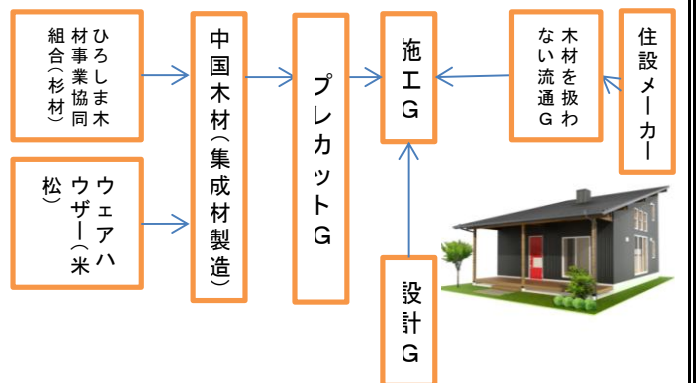 ひろしま木
材事業協同
組合（杉材）
ウェアハ
ウザー（米
松）
中国木材（集成材製造）
プレカットG
施工G
設計G
木材を扱わ
ない流通G
住設メーカー